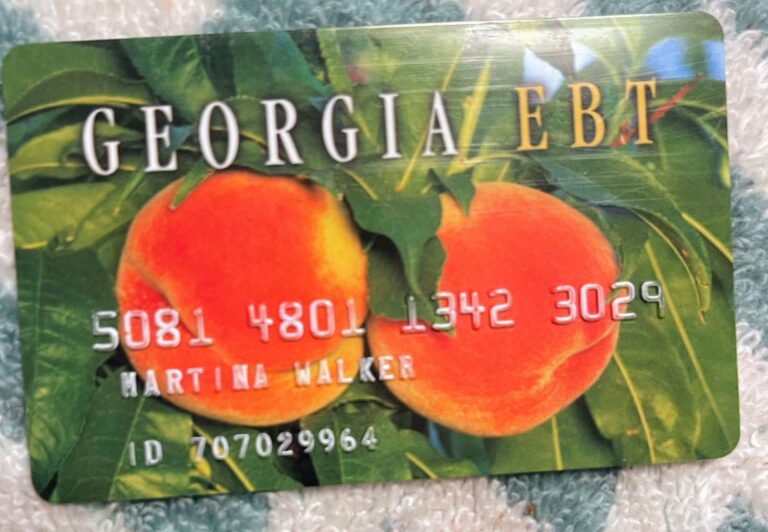 GEORGIA EBT
5081 4801 1342 3029
MARTINA WALKER
ID 707029964